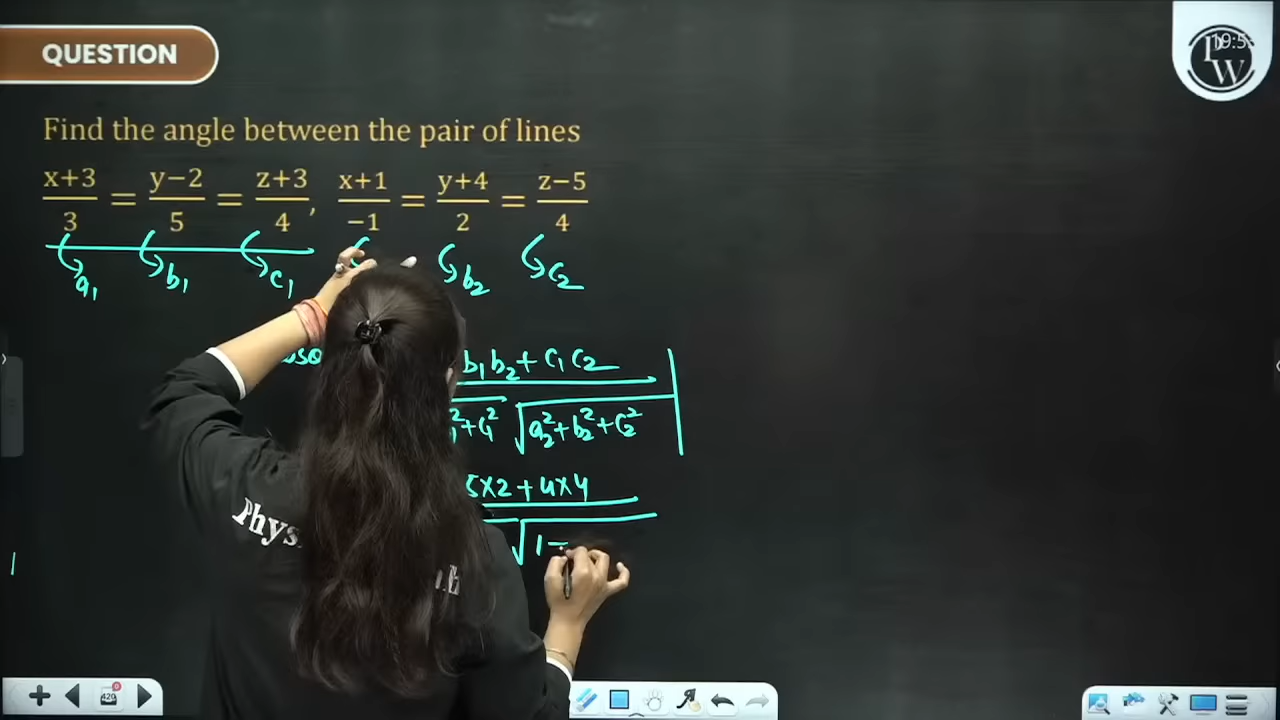 QUESTION
Find the angle between the pair of lines
x+3/3 = y−2/5 = z+3/4, x+1/−1 = y+4/2 = z−5/4
a₁ b₁ c₁ b₂ c₂
b₁b₂ + c₁c₂
+c₁² √a₂²+b₂²+c₂²
5×2 + 4×4
√1
Phys
1
420